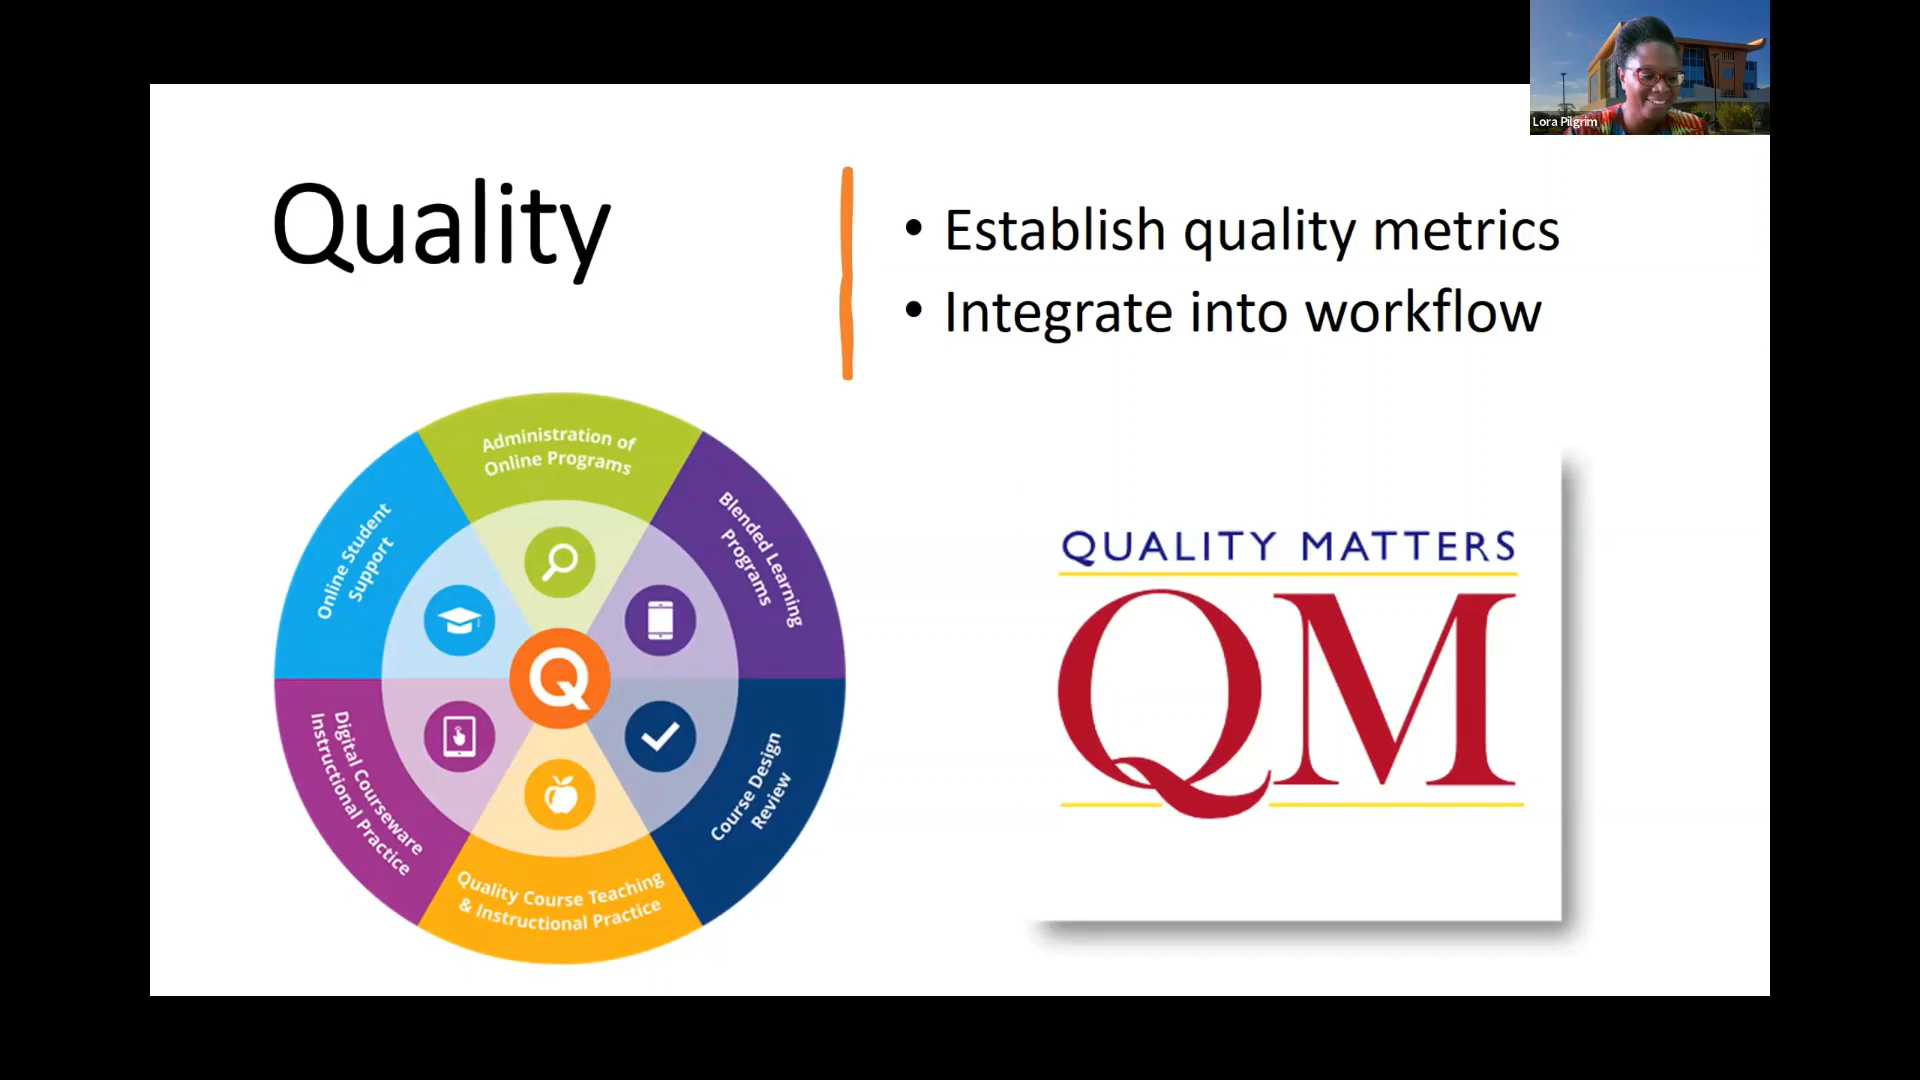 Lora Pilgrim
Quality
• Establish quality metrics
• Integrate into workflow
Administration of
Online Programs
Blended Learning
Programs
Online Student
Support
Q
Digital Courseware
Instructional Practice
Course Design
Review
Quality Course Teaching
& Instructional Practice
QUALITY MATTERS
QM